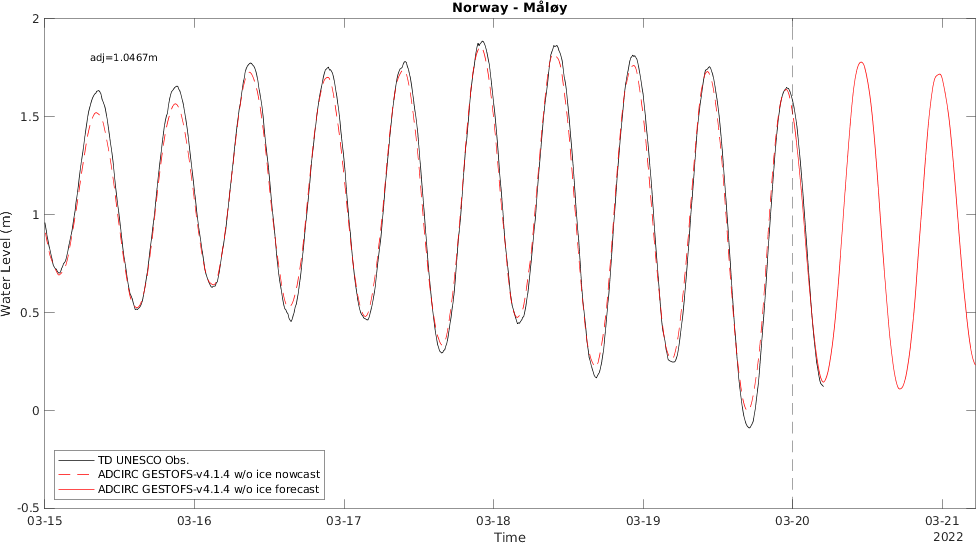 Norway - Måløy
adj=1.0467m
2
1.5
1
0.5
0
-0.5
Water Level (m)
TD UNESCO Obs.
ADCIRC GESTOFS-v4.1.4 w/o ice nowcast
ADCIRC GESTOFS-v4.1.4 w/o ice forecast
03-15 03-16 03-17 03-18 03-19 03-20 03-21
Time
2022